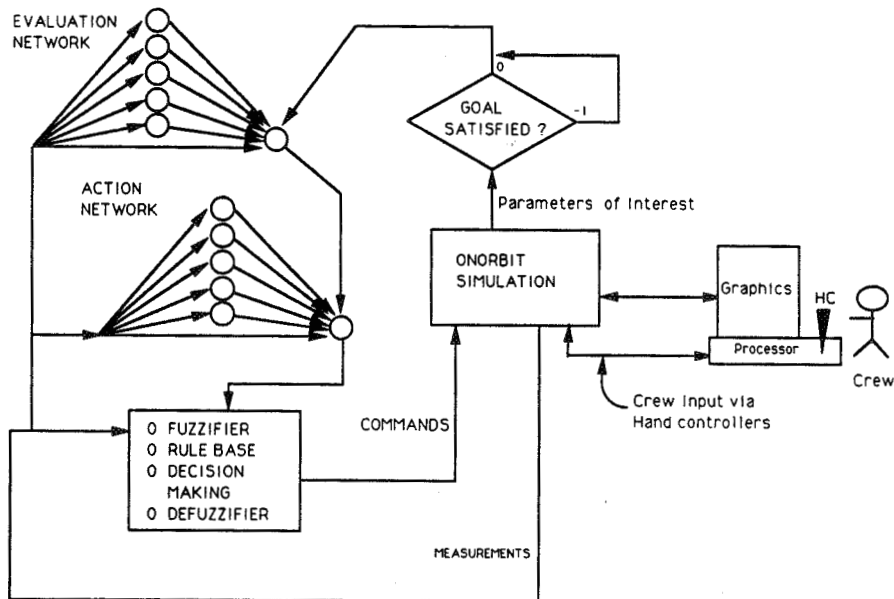 EVALUATION
NETWORK
0
-1
GOAL
SATISFIED ?
ACTION
NETWORK
Parameters of Interest
ONORBIT
SIMULATION
Graphics
HC
Processor
Crew
Crew Input via
Hand controllers
COMMANDS
O FUZZIFIER
O RULE BASE
O DECISION
MAKING
O DEFUZZIFIER
MEASUREMENTS